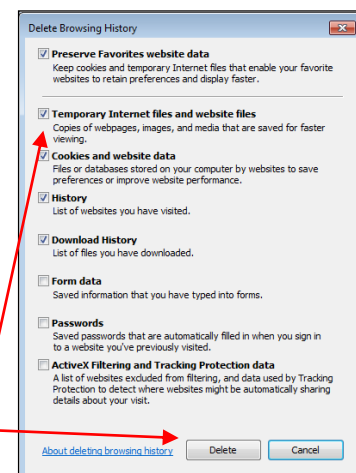 Delete Browsing History
Preserve Favorites website data
Keep cookies and temporary Internet files that enable your favorite
websites to retain preferences and display faster.
Temporary Internet files and website files
Copies of webpages, images, and media that are saved for faster
viewing.
Cookies and website data
Files or databases stored on your computer by websites to save
preferences or improve website performance.
History
List of websites you have visited.
Download History
List of files you have downloaded.
Form data
Saved information that you have typed into forms.
Passwords
Saved passwords that are automatically filled in when you sign in
to a website you've previously visited.
ActiveX Filtering and Tracking Protection data
A list of websites excluded from filtering, and data used by Tracking
Protection to detect where websites might be automatically sharing
details about your visit.
About deleting browsing history Delete Cancel